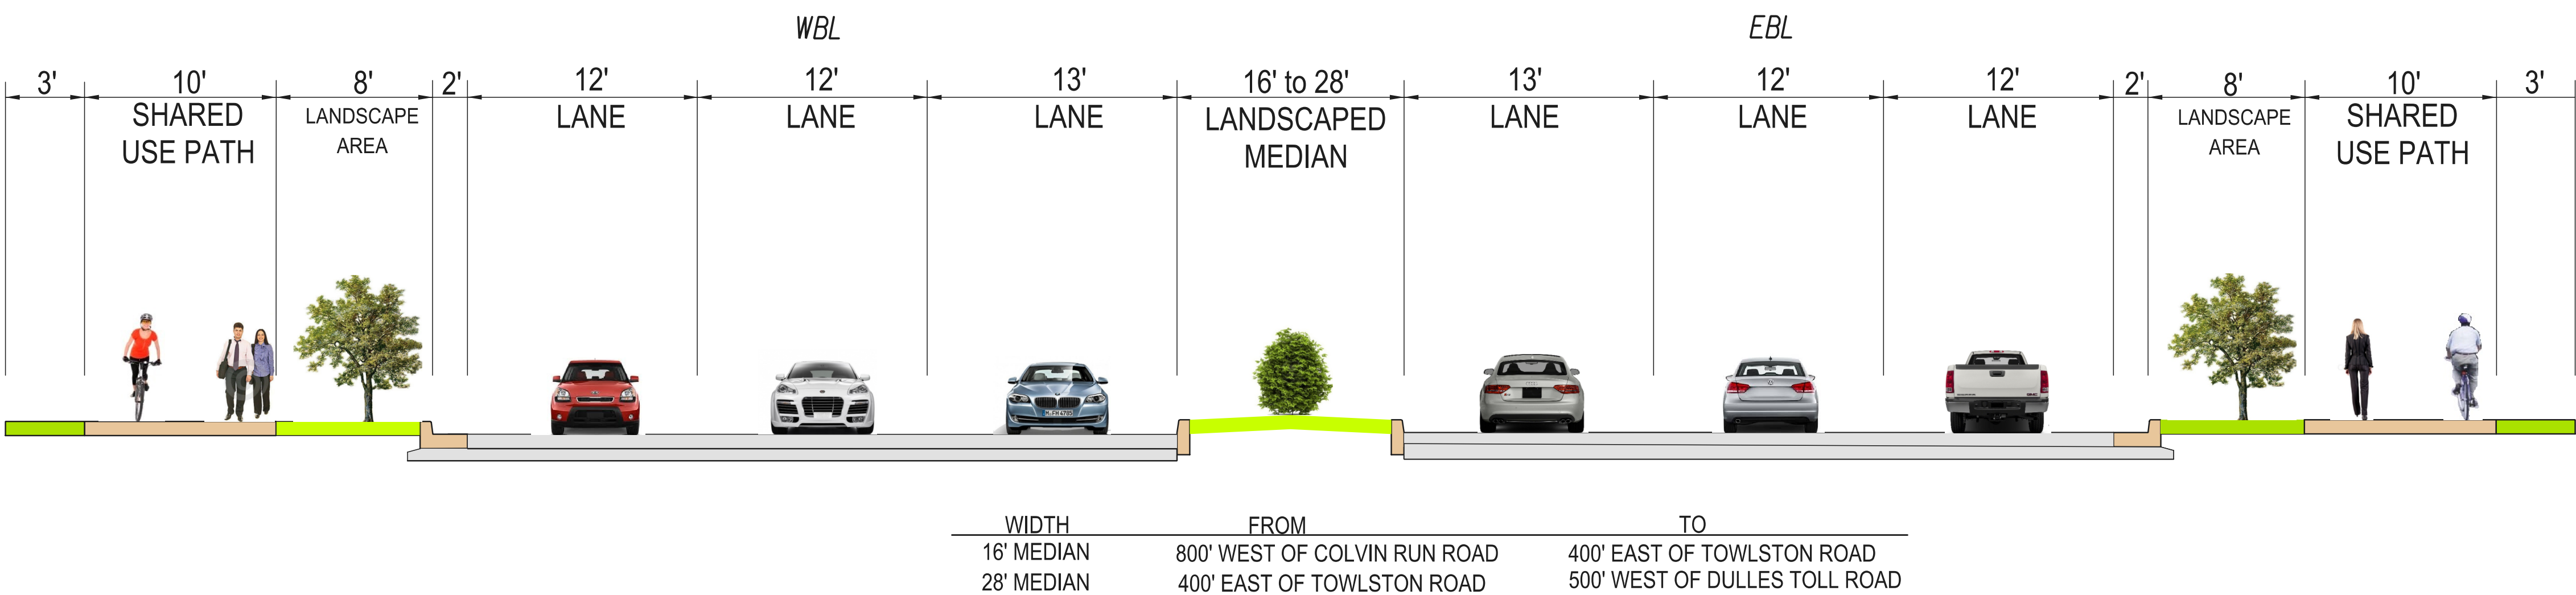 WBL
EBL
3' 10' 8' 2' 12' 12' 13' 16' to 28' 13' 12' 12' 2' 8' 10' 3'
SHARED
USE PATH
LANDSCAPE
AREA
LANE
LANE
LANE
LANDSCAPED
MEDIAN
LANE
LANE
LANE
LANDSCAPE
AREA
SHARED
USE PATH
WIDTH FROM TO
16' MEDIAN 800' WEST OF COLVIN RUN ROAD 400' EAST OF TOWLSTON ROAD
28' MEDIAN 400' EAST OF TOWLSTON ROAD 500' WEST OF DULLES TOLL ROAD